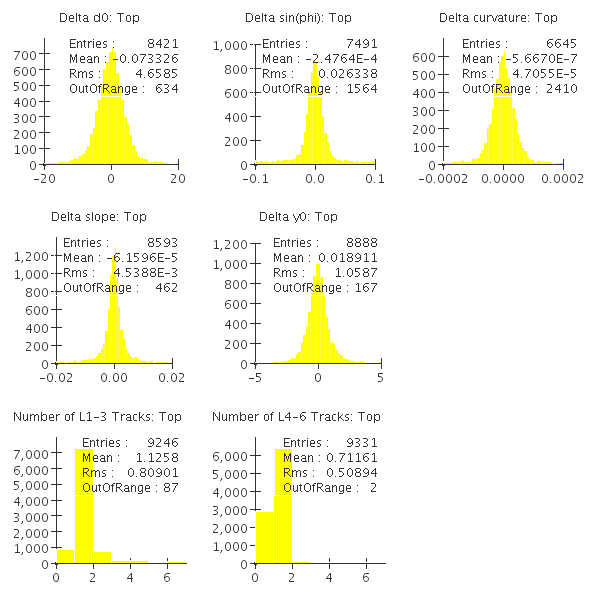 Delta d0: Top
Entries : 8421
Mean : -0.073326
Rms : 4.6585
OutOfRange : 634
700
600
500
400
300
200
100
0
-20 0 20
Delta sin(phi): Top
Entries : 7491
Mean : -2.4764E-4
Rms : 0.026338
OutOfRange : 1564
1,000
800
600
400
200
0
-0.1 0.0 0.1
Delta curvature: Top
Entries : 6645
Mean : -5.6670E-7
Rms : 4.7055E-5
OutOfRange : 2410
600
500
400
300
200
100
0
-0.0002 0.0000 0.0002
Delta slope: Top
Entries : 8593
Mean : -6.1596E-5
Rms : 4.5388E-3
OutOfRange : 462
1,200
1,000
800
600
400
200
0
-0.02 0.00 0.02
Delta y0: Top
Entries : 8888
Mean : 0.018911
Rms : 1.0587
OutOfRange : 167
1,200
1,000
800
600
400
200
0
-5 0 5
Number of L1-3 Tracks: Top
Entries : 9246
Mean : 1.1258
Rms : 0.80901
OutOfRange : 87
7,000
6,000
5,000
4,000
3,000
2,000
1,000
0
0 2 4 6
Number of L4-6 Tracks: Top
Entries : 9331
Mean : 0.71161
Rms : 0.50894
OutOfRange : 2
6,000
5,000
4,000
3,000
2,000
1,000
0
0 2 4 6